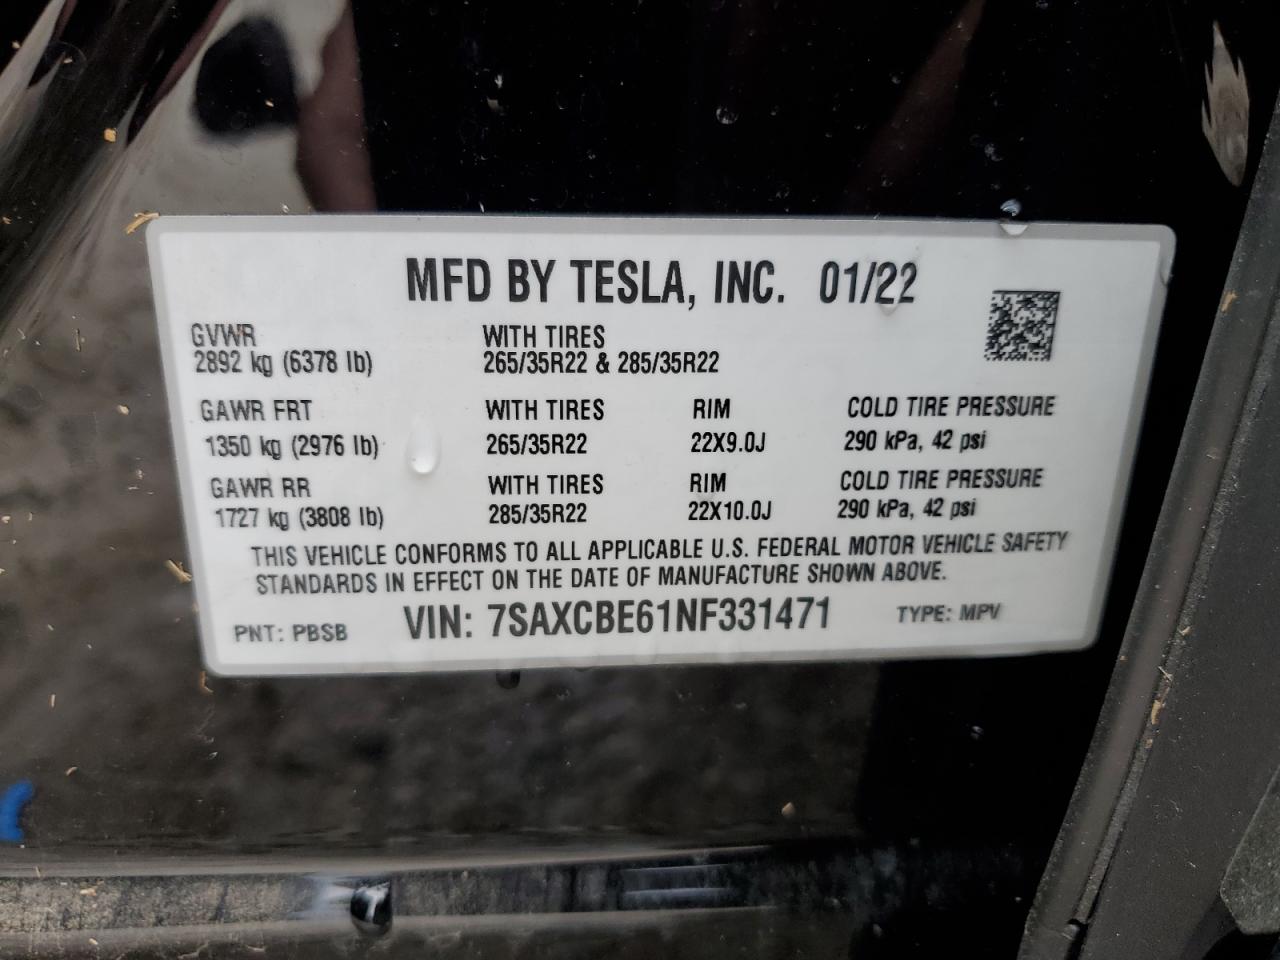 MFD BY TESLA, INC. 01/22
GVWR WITH TIRES
2892 kg (6378 lb) 265/35R22 & 285/35R22
GAWR FRT WITH TIRES RIM COLD TIRE PRESSURE
1350 kg (2976 lb) 265/35R22 22X9.0J 290 kPa, 42 psi
GAWR RR WITH TIRES RIM COLD TIRE PRESSURE
1727 kg (3808 lb) 285/35R22 22X10.0J 290 kPa, 42 psi
THIS VEHICLE CONFORMS TO ALL APPLICABLE U.S. FEDERAL MOTOR VEHICLE SAFETY
STANDARDS IN EFFECT ON THE DATE OF MANUFACTURE SHOWN ABOVE.
PNT: PBSB VIN: 7SAXCBE61NF331471 TYPE: MPV